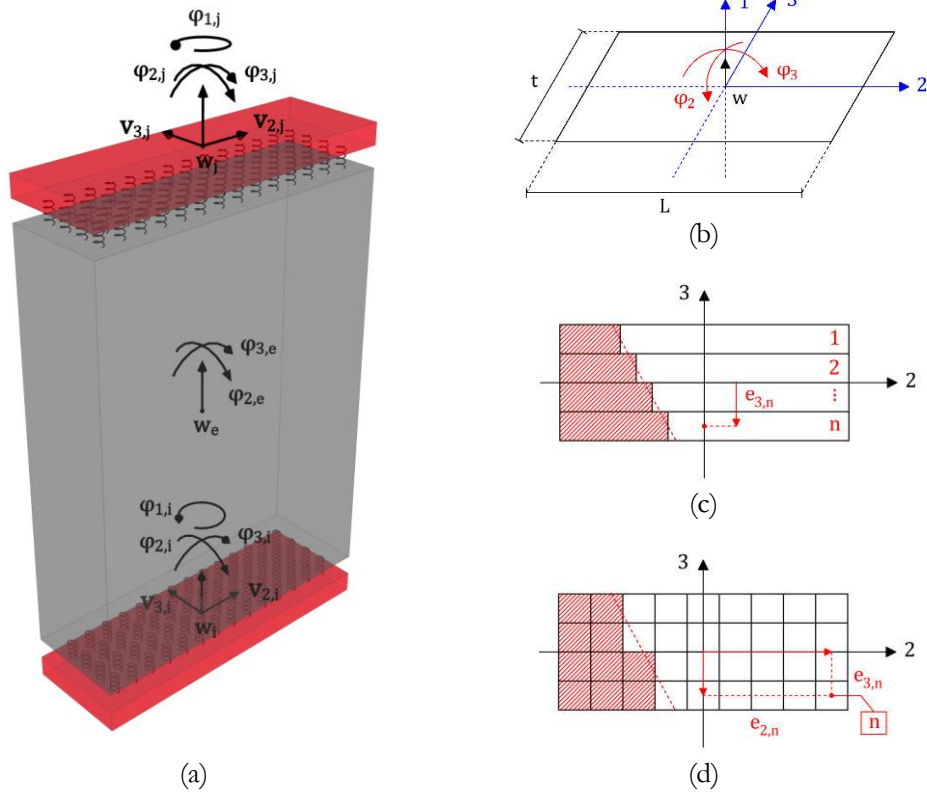 φ1,j
φ2,j
φ3,j
v3,j
v2,j
wj
φ3,e
φ2,e
we
φ1,i
φ2,i
φ3,i
v3,i
v2,i
wi
(a)
1
3
t
φ3
φ2
w
2
L
(b)
3
1
2
2
⋮
e3,n
n
(c)
3
2
e3,n
e2,n
n
(d)